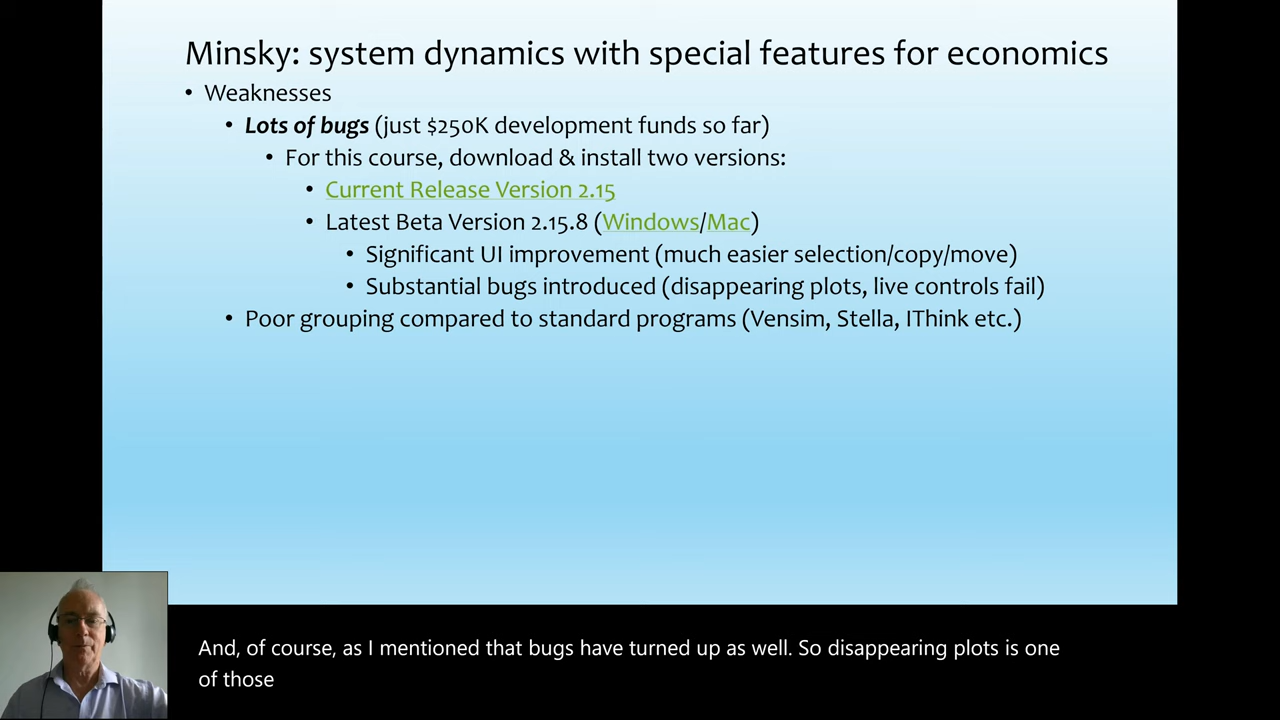 Minsky: system dynamics with special features for economics
• Weaknesses
• Lots of bugs (just $250K development funds so far)
• For this course, download & install two versions:
• Current Release Version 2.15
• Latest Beta Version 2.15.8 (Windows/Mac)
• Significant UI improvement (much easier selection/copy/move)
• Substantial bugs introduced (disappearing plots, live controls fail)
• Poor grouping compared to standard programs (Vensim, Stella, IThink etc.)
And, of course, as I mentioned that bugs have turned up as well. So disappearing plots is one
of those